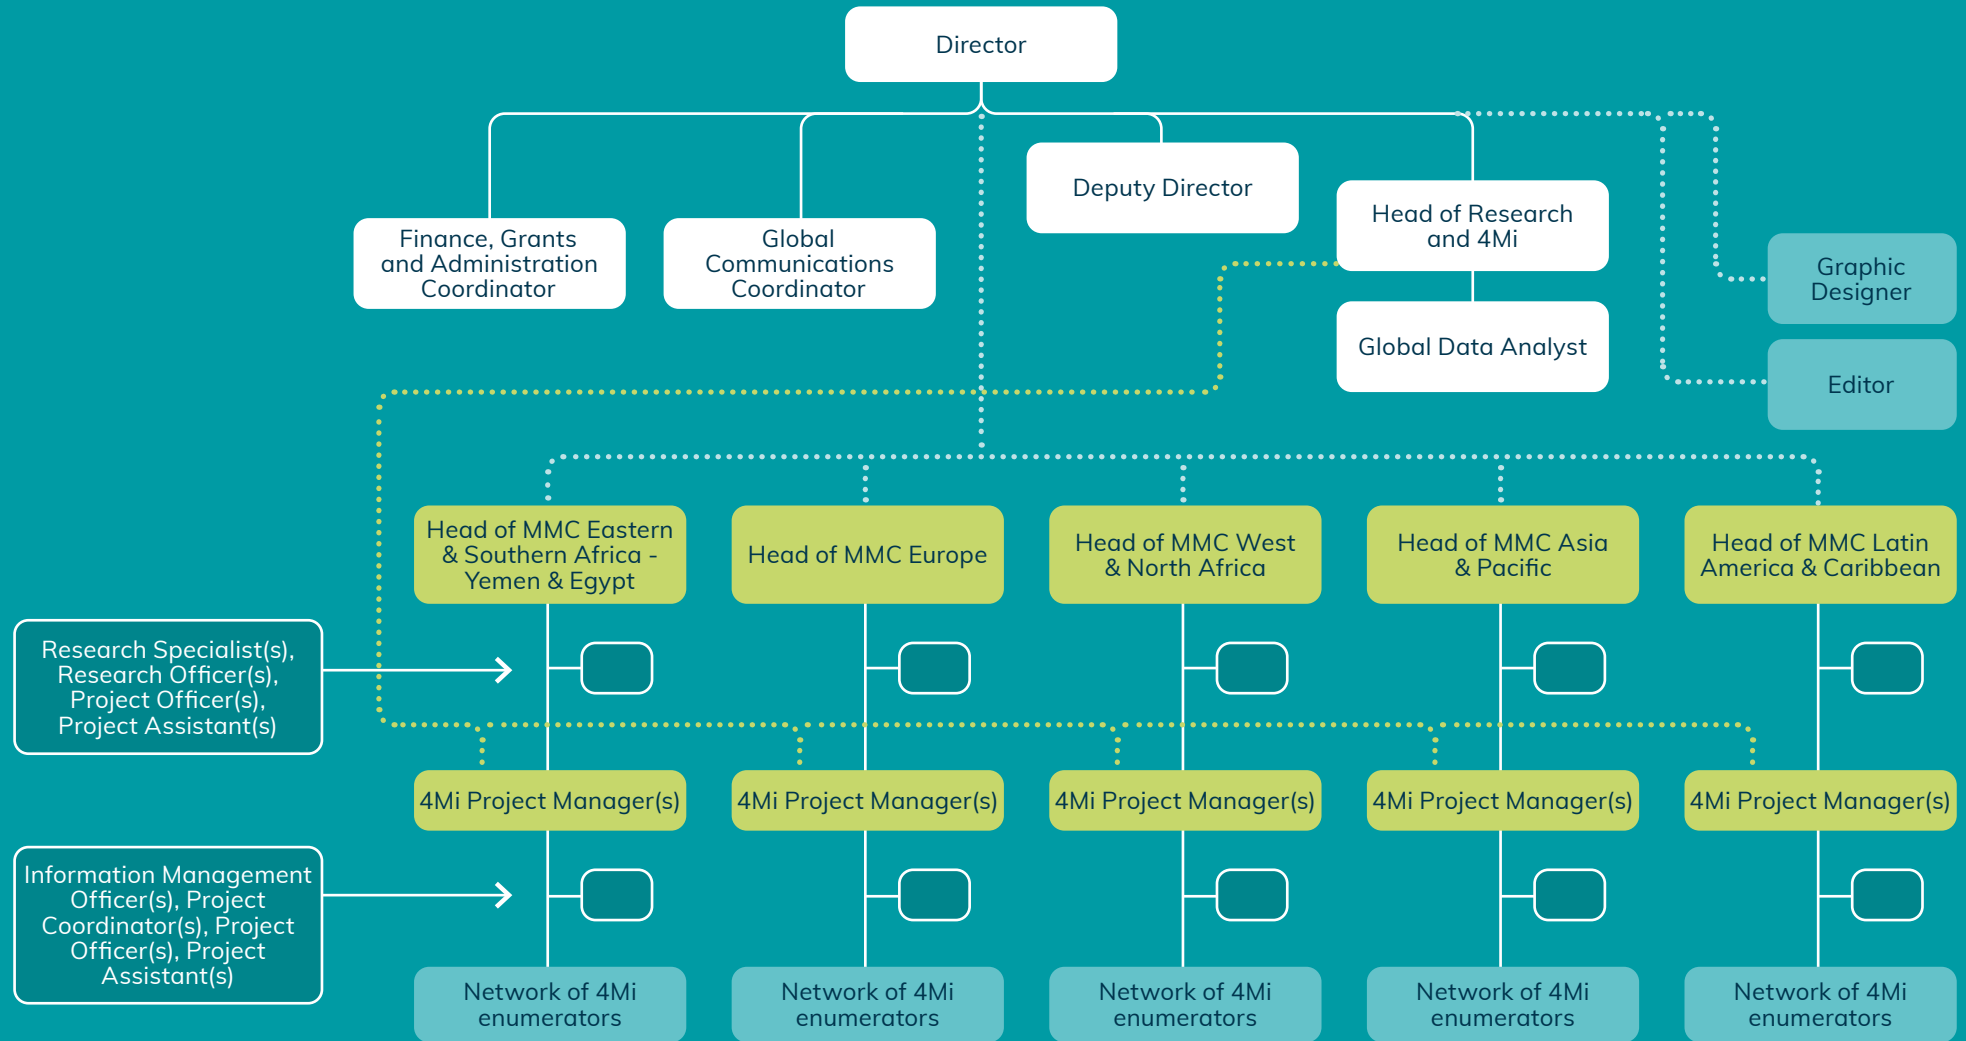 Director
Deputy Director
Head of Research
and 4Mi
Finance, Grants
and Administration
Coordinator
Global
Communications
Coordinator
Graphic
Designer
Global Data Analyst
Editor
Head of MMC Eastern
& Southern Africa -
Yemen & Egypt
Head of MMC Europe
Head of MMC West
& North Africa
Head of MMC Asia
& Pacific
Head of MMC Latin
America & Caribbean
Research Specialist(s),
Research Officer(s),
Project Officer(s),
Project Assistant(s)
4Mi Project Manager(s)
4Mi Project Manager(s)
4Mi Project Manager(s)
4Mi Project Manager(s)
4Mi Project Manager(s)
Information Management
Officer(s), Project
Coordinator(s), Project
Officer(s), Project
Assistant(s)
Network of 4Mi
enumerators
Network of 4Mi
enumerators
Network of 4Mi
enumerators
Network of 4Mi
enumerators
Network of 4Mi
enumerators